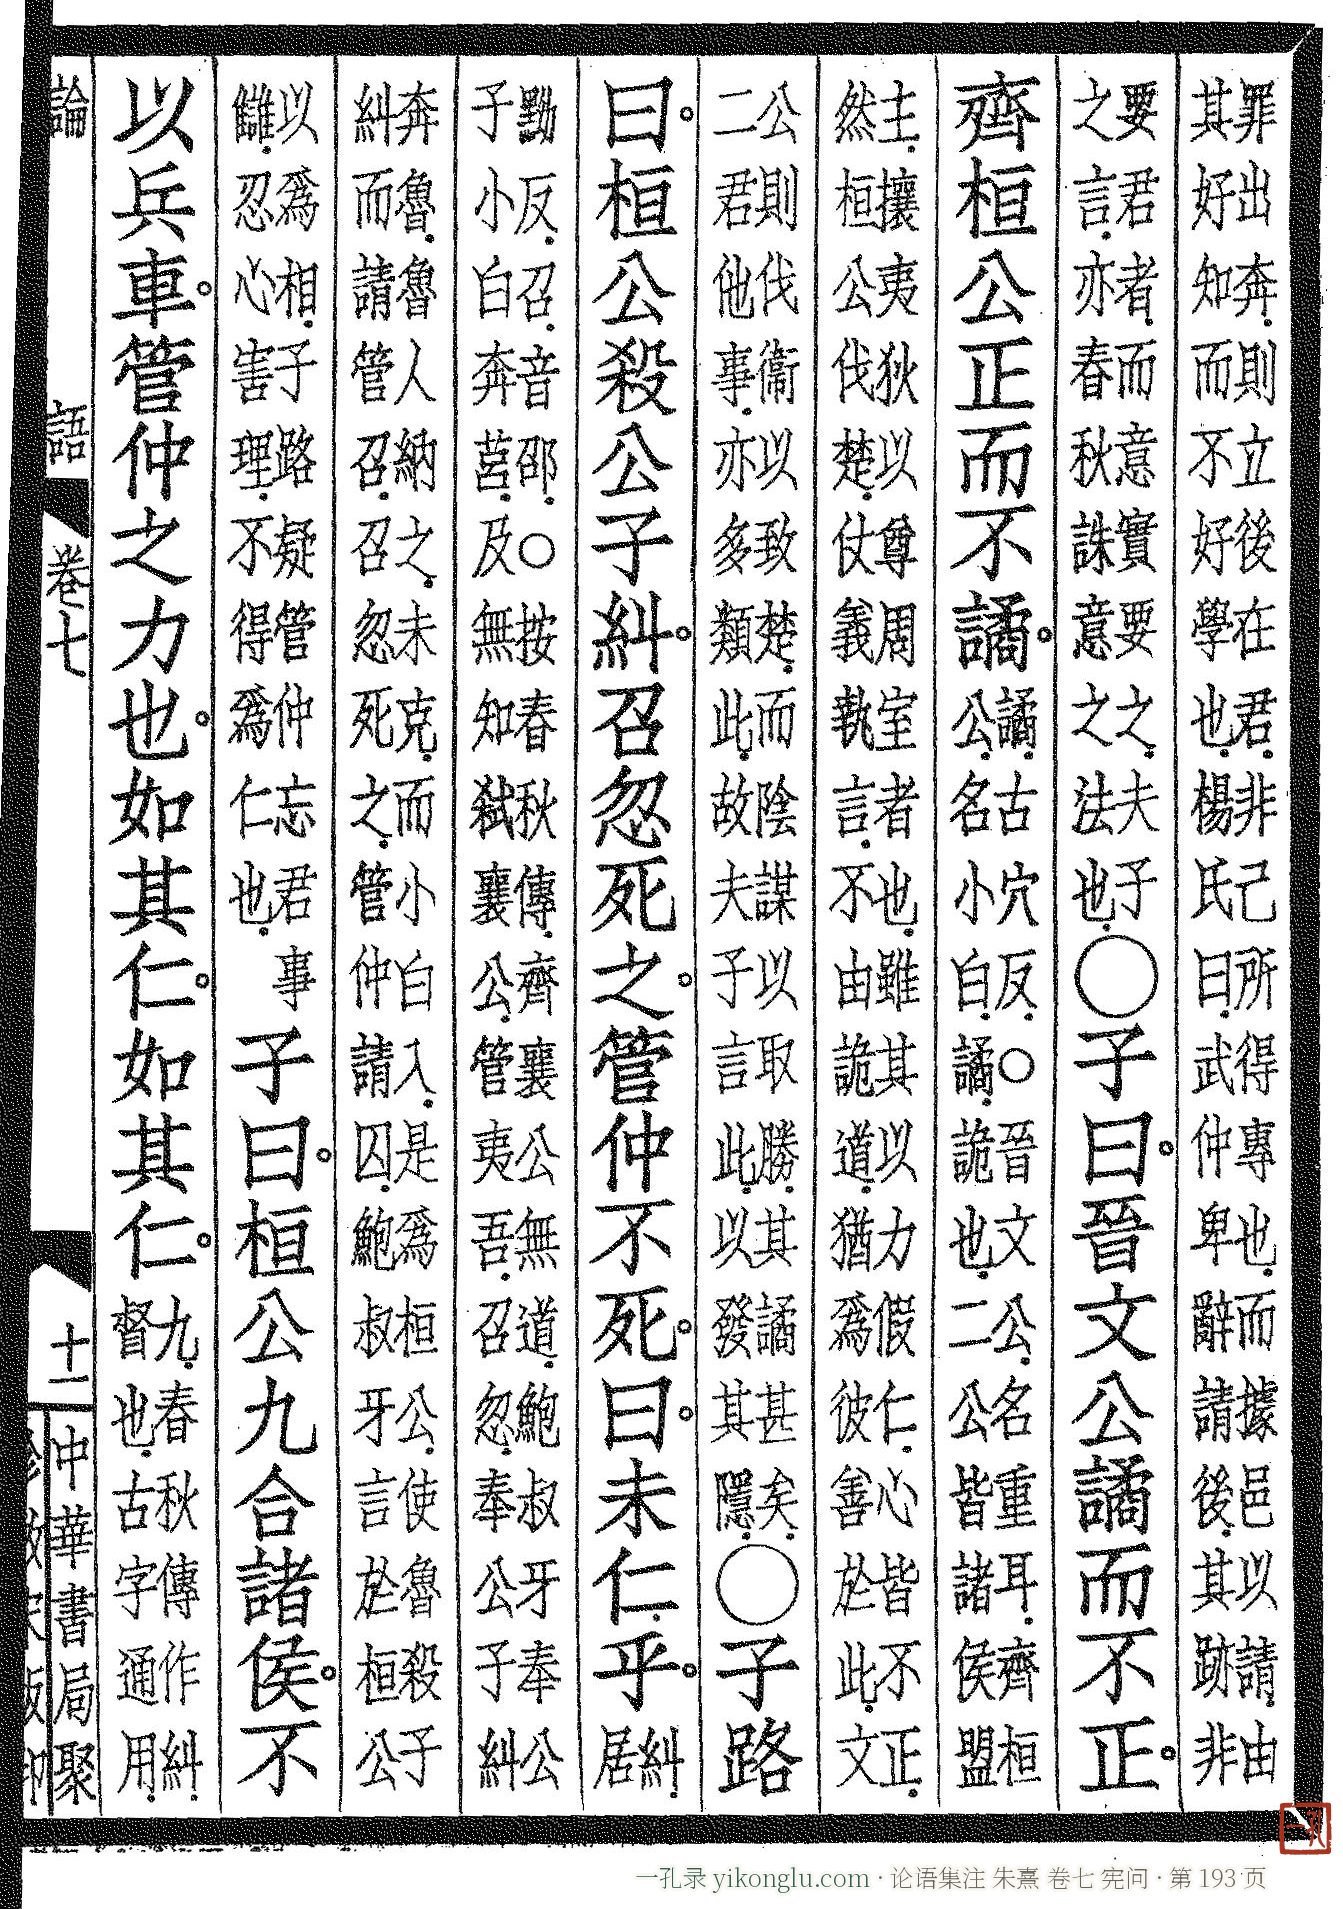 罪出奔則立後在君非己所得專也而據邑以請由
其好知而不好學也楊氏曰武仲卑辭請後其跡非
要君者而意實要之夫子
之言亦春秋誅意之法也
○子曰晉文公譎而不正
齊桓公正而不譎
譎古穴反○晉文公名重耳齊桓
公名小白譎詭也二公皆諸侯盟
主攘夷狄以尊周室者也雖其以力假仁心皆不正
然桓公伐楚仗義執言不由詭道猶爲彼善於此文
公則伐衞以致楚而陰謀以取勝其譎甚矣
二君他事亦多類此故夫子言此以發其隱
○子路
曰桓公殺公子糾召忽死之管仲不死曰未仁乎
糾
居
黝反召音邵○按春秋傳齊襄公無道鮑叔牙奉公
子小白奔莒及無知弒襄公管夷吾召忽奉公子糾
奔魯魯人納之未克而小白入是爲桓公使魯殺子
糾而請管召召忽死之管仲請囚鮑叔牙言於桓公
以爲相子路疑管仲忘君事
讎忍心害理不得爲仁也
子曰桓公九合諸侯不
以兵車管仲之力也如其仁如其仁
九春秋傳作糾
督也古字通用
論語 卷七 十一 中華書局聚
一孔录 yikonglu.com · 论语集注 朱熹 卷七 宪问 · 第 193 页